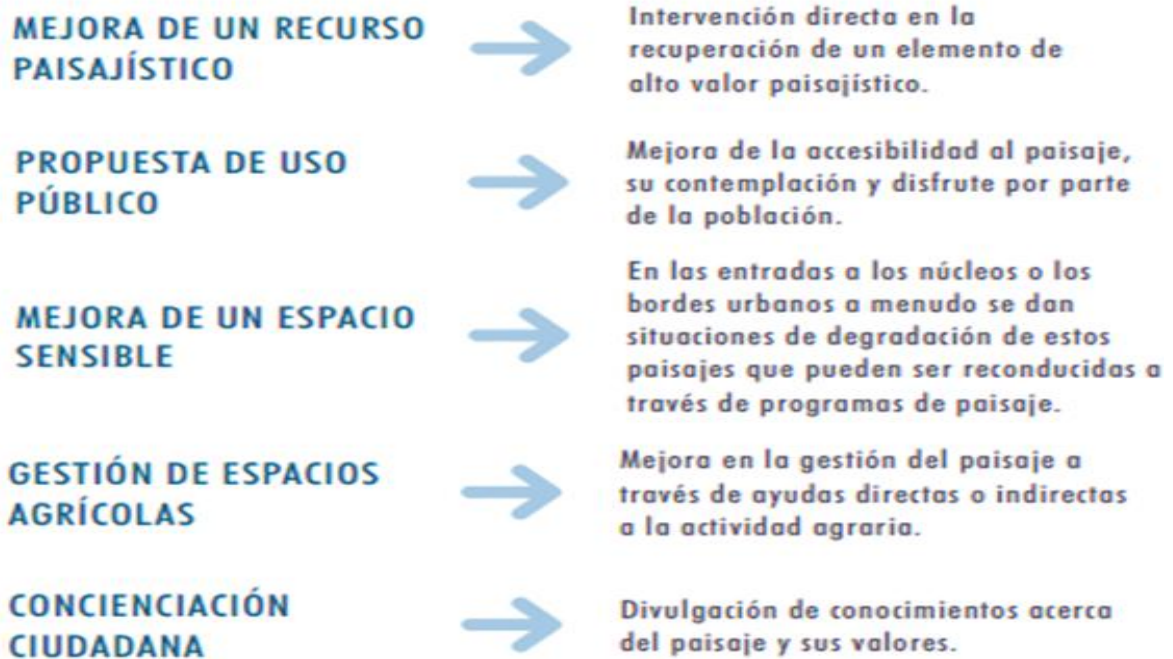 MEJORA DE UN RECURSO
PAISAJÍSTICO
Intervención directa en la
recuperación de un elemento de
alto valor paisajístico.
PROPUESTA DE USO
PÚBLICO
Mejora de la accesibilidad al paisaje,
su contemplación y disfrute por parte
de la población.
MEJORA DE UN ESPACIO
SENSIBLE
En las entradas a los núcleos o los
bordes urbanos a menudo se dan
situaciones de degradación de estos
paisajes que pueden ser reconducidas a
través de programas de paisaje.
GESTIÓN DE ESPACIOS
AGRÍCOLAS
Mejora en la gestión del paisaje a
través de ayudas directas o indirectas
a la actividad agraria.
CONCIENCIACIÓN
CIUDADANA
Divulgación de conocimientos acerca
del paisaje y sus valores.